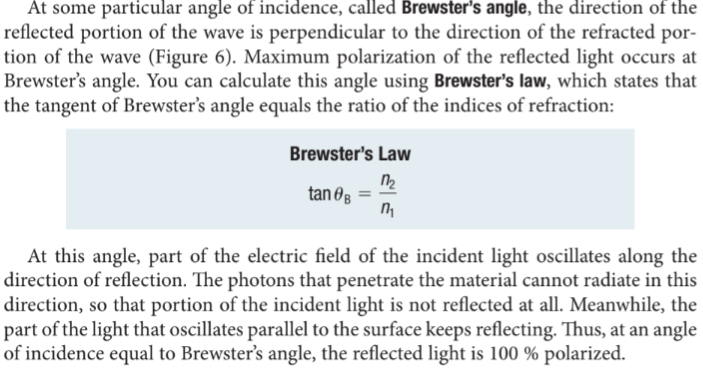 At some particular angle of incidence, called Brewster's angle, the direction of the
reflected portion of the wave is perpendicular to the direction of the refracted por-
tion of the wave (Figure 6). Maximum polarization of the reflected light occurs at
Brewster's angle. You can calculate this angle using Brewster's law, which states that
the tangent of Brewster's angle equals the ratio of the indices of refraction:
Brewster's Law
tan θ_B = n₂/n₁
At this angle, part of the electric field of the incident light oscillates along the
direction of reflection. The photons that penetrate the material cannot radiate in this
direction, so that portion of the incident light is not reflected at all. Meanwhile, the
part of the light that oscillates parallel to the surface keeps reflecting. Thus, at an angle
of incidence equal to Brewster's angle, the reflected light is 100 % polarized.